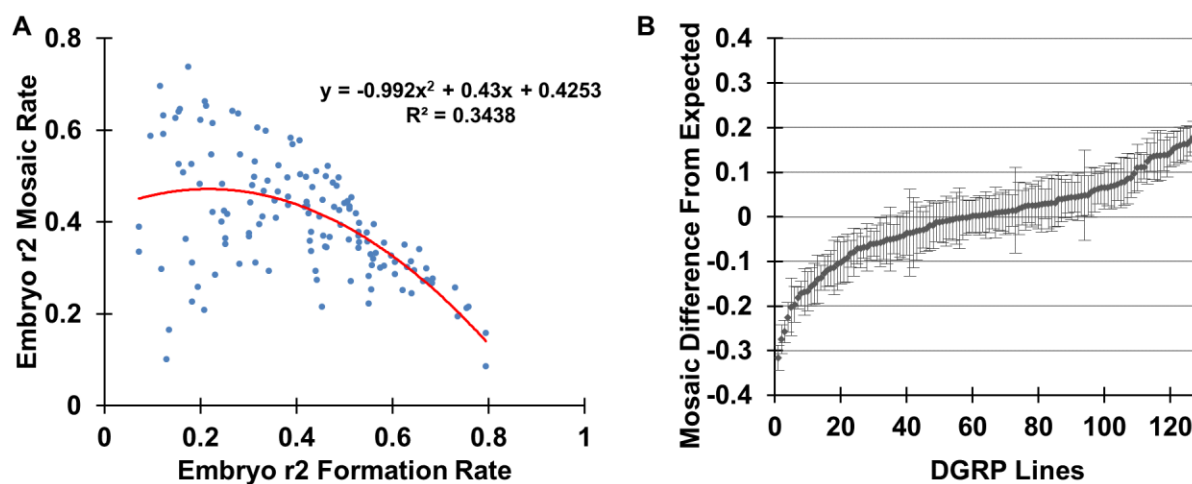 A
Embryo r2 Mosaic Rate
0.8
0.6
0.4
0.2
0
y = -0.992x² + 0.43x + 0.4253
R² = 0.3438
0 0.2 0.4 0.6 0.8 1
Embryo r2 Formation Rate
B
Mosaic Difference From Expected
0.4
0.3
0.2
0.1
0
-0.1
-0.2
-0.3
-0.4
0 20 40 60 80 100 120
DGRP Lines